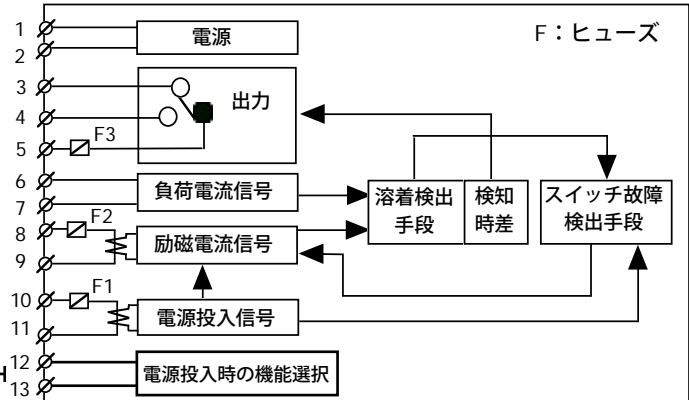 1
2
電源
F：ヒューズ
3
4
5
F3
出力
6
7
負荷電流信号
溶着検出
手段
検知
時差
スイッチ故障
検出手段
8
F2
9
励磁電流信号
10
F1
11
電源投入信号
12
13
電源投入時の機能選択